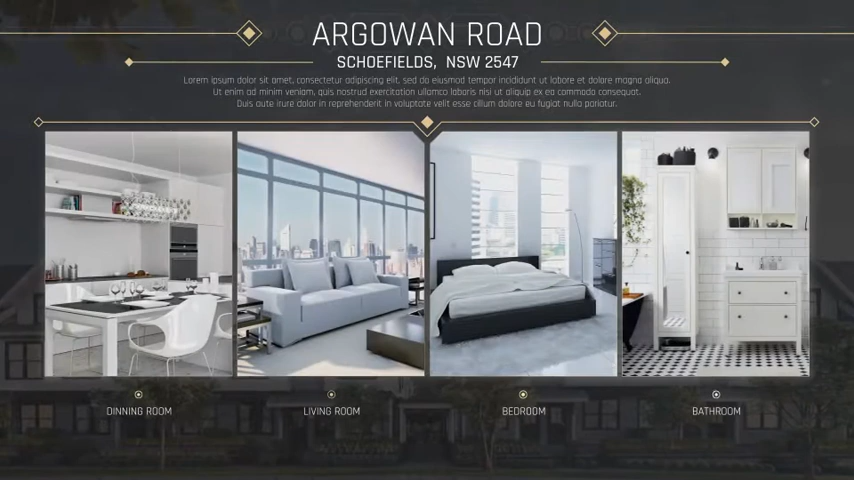 ARGOWAN ROAD
SCHOEFIELDS, NSW 2547
Lorem ipsum dolor sit amet, consectetur adipiscing elit, sed do eiusmod tempor incididunt ut labore et dolore magna aliqua.
Ut enim ad minim veniam, quis nostrud exercitation ullamco laboris nisi ut aliquip ex ea commodo consequat.
Duis aute irure dolor in reprehenderit in voluptate velit esse cillum dolore eu fugiat nulla pariatur.
DINNING ROOM
LIVING ROOM
BEDROOM
BATHROOM